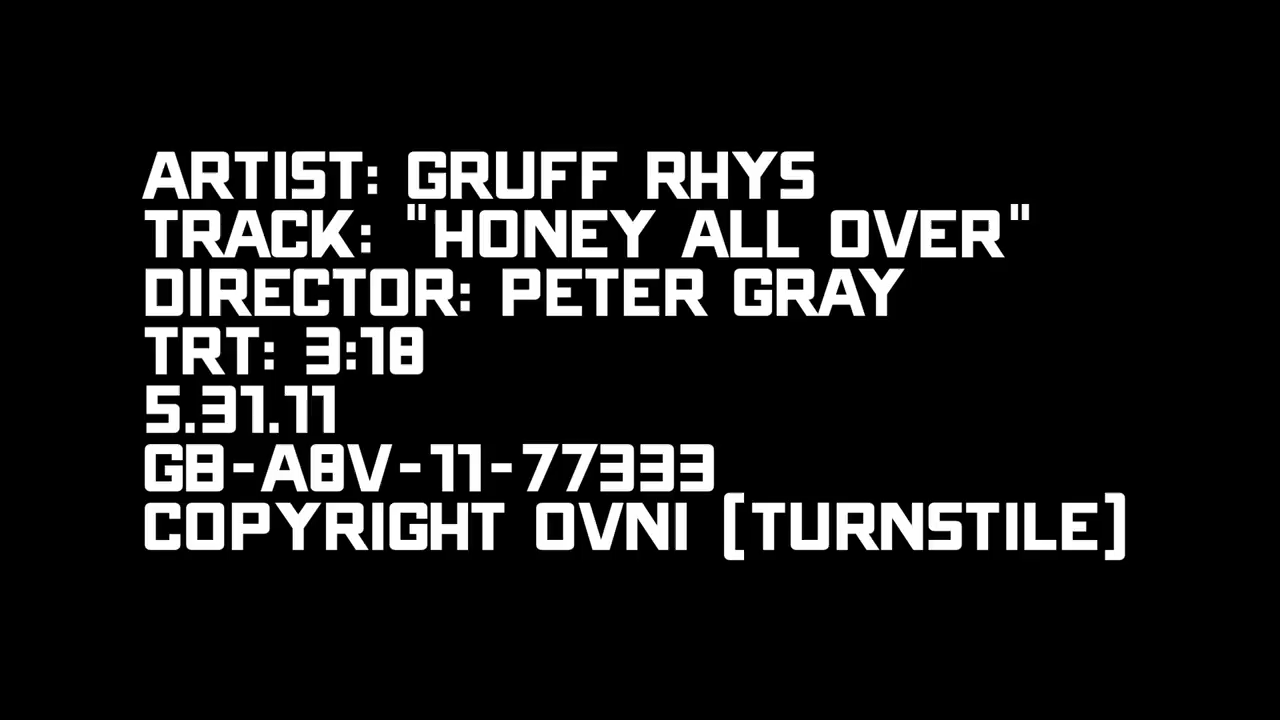 ARTIST: GRUFF RHYS
TRACK: "HONEY ALL OVER"
DIRECTOR: PETER GRAY
TRT: 3:18
5.31.11
GB-A8V-11-77333
COPYRIGHT OVNI [TURNSTILE]